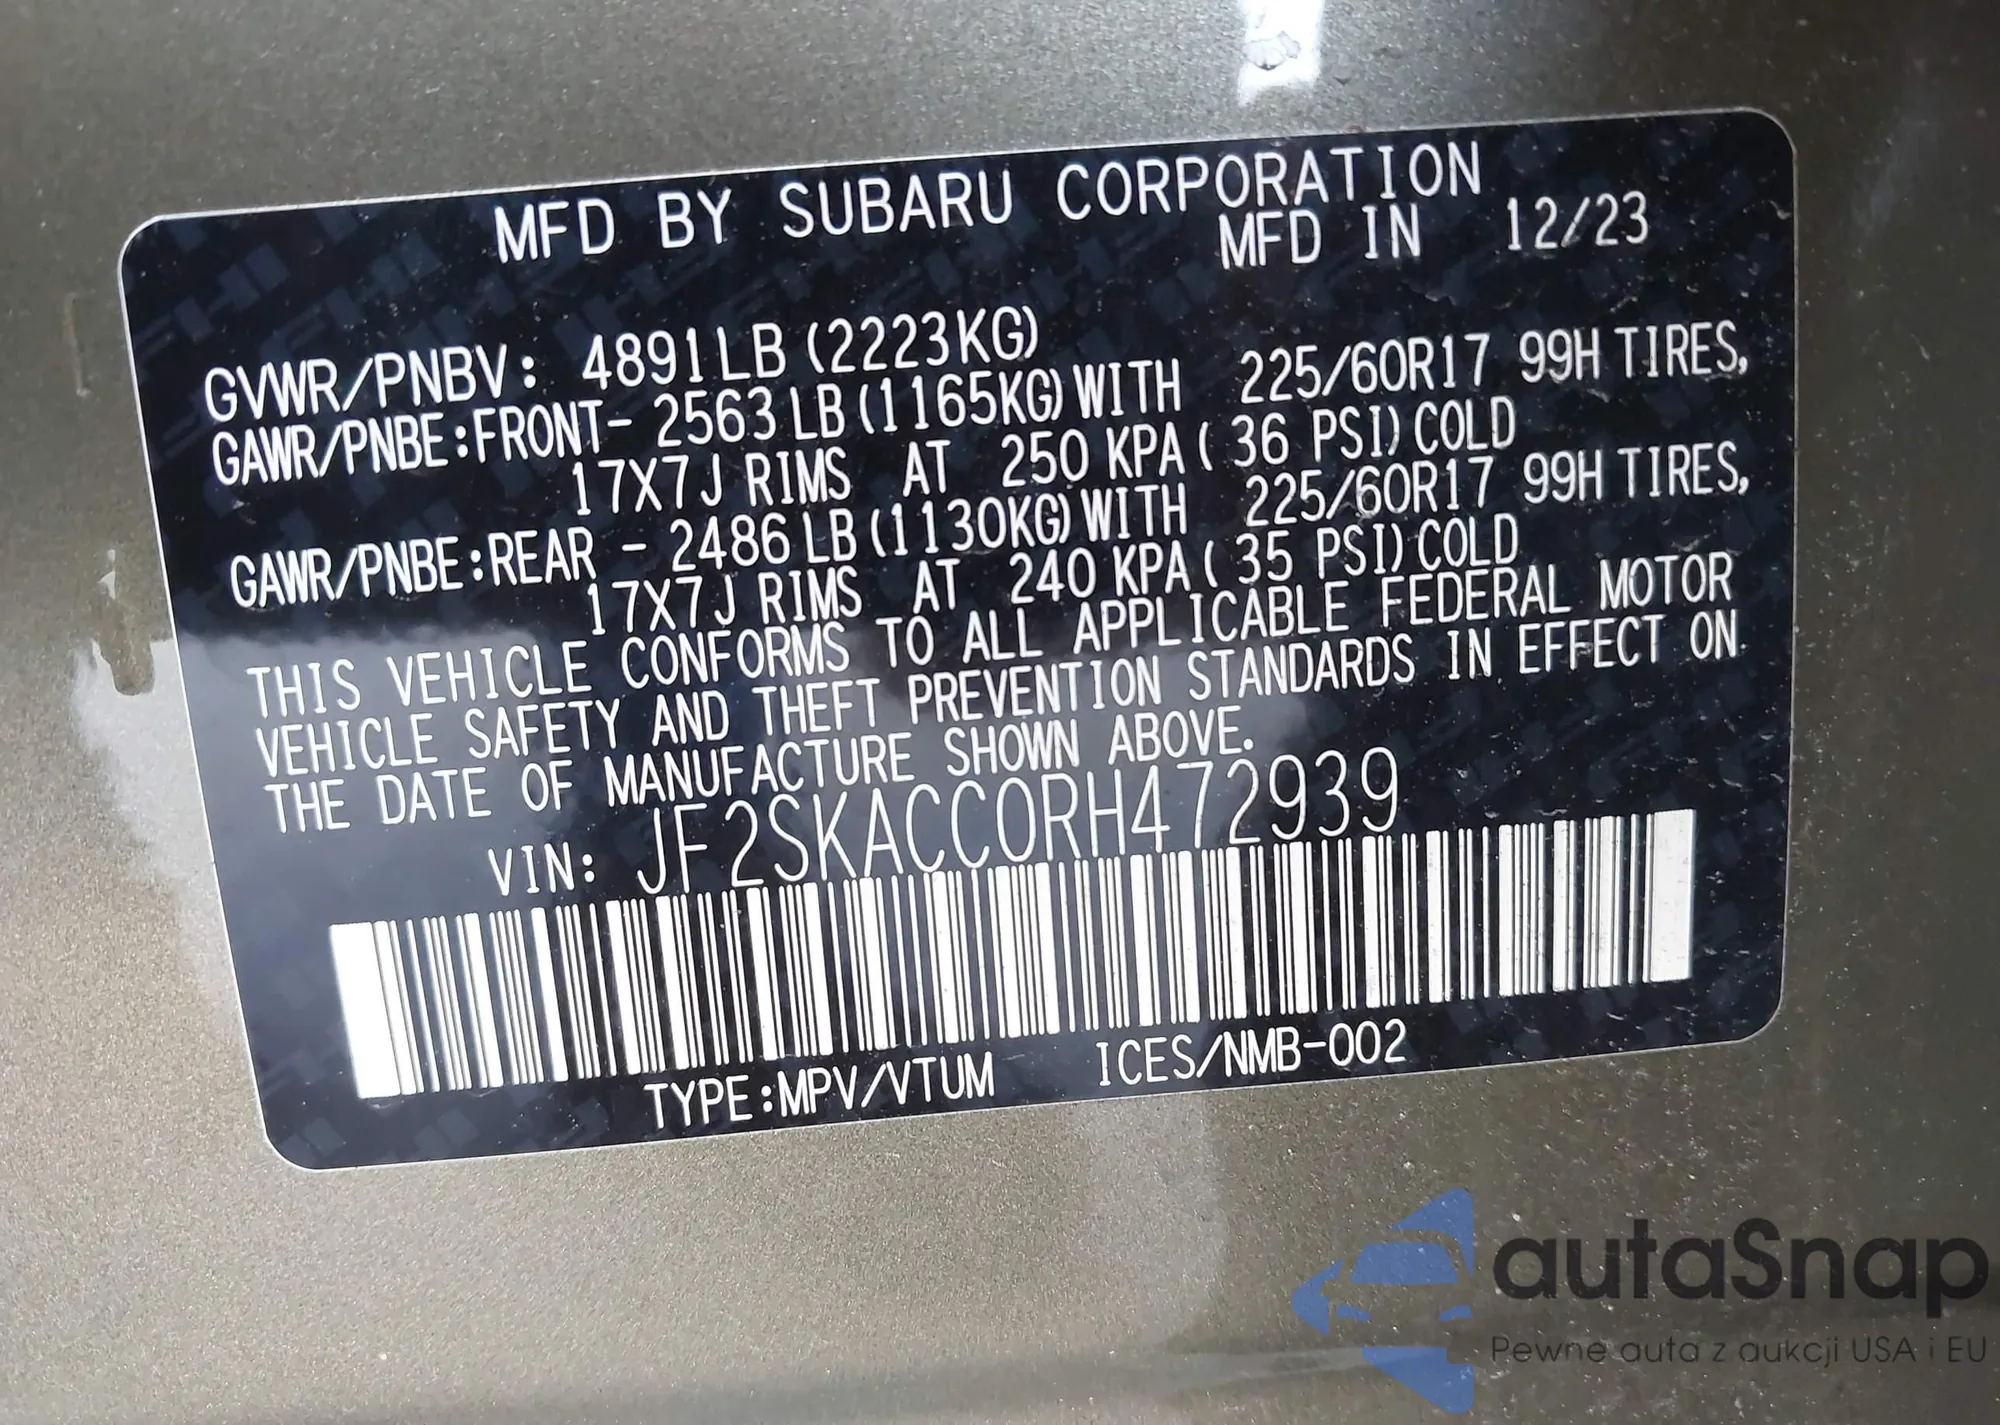 MFD BY SUBARU CORPORATION
MFD IN 12/23
GVWR/PNBV: 4891LB (2223KG)
GAWR/PNBE:FRONT- 2563LB(1165KG)WITH 225/60R17 99H TIRES,
17X7J RIMS AT 250 KPA( 36 PSI)COLD
GAWR/PNBE:REAR - 2486LB(1130KG)WITH 225/60R17 99H TIRES,
17X7J RIMS AT 240 KPA( 35 PSI)COLD
THIS VEHICLE CONFORMS TO ALL APPLICABLE FEDERAL MOTOR
VEHICLE SAFETY AND THEFT PREVENTION STANDARDS IN EFFECT ON
THE DATE OF MANUFACTURE SHOWN ABOVE.
VIN: JF2SKACC0RH472939
TYPE:MPV/VTUM ICES/NMB-002
autaSnap
Pewne auta z aukcji USA i EU